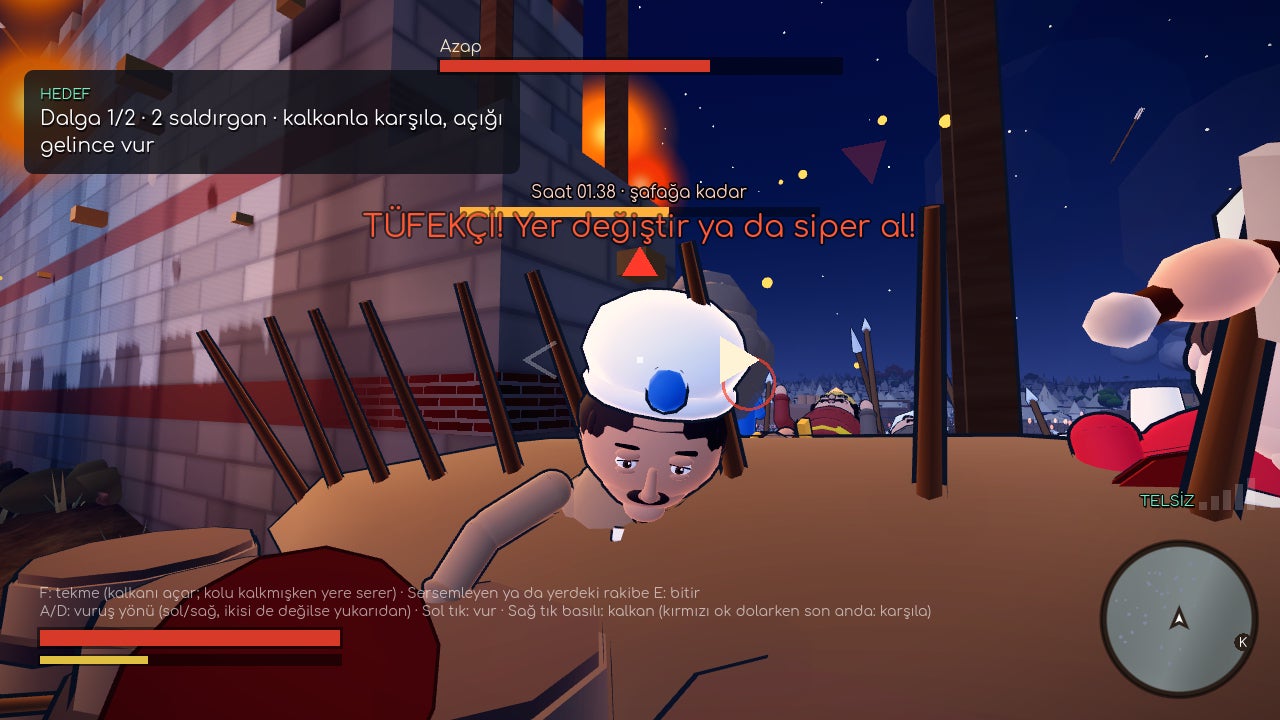 Azap
HEDEF
Dalga 1/2 · 2 saldırgan · kalkanla karşıla, açığı
gelince vur
Saat 01.38 · şafağa kadar
TÜFEKÇİ! Yer değiştir ya da siper al!
TELSİZ
F: tekme (kalkanı açar; kolu kalkmışken yere serer) · Sersemleyen ya da yerdeki rakibe E: bitir
A/D: vuruş yönü (sol/sağ, ikisi de değilse yukarıdan) · Sol tık: vur · Sağ tık basılı: kalkan (kırmızı ok dolarken son anda: karşıla)
K